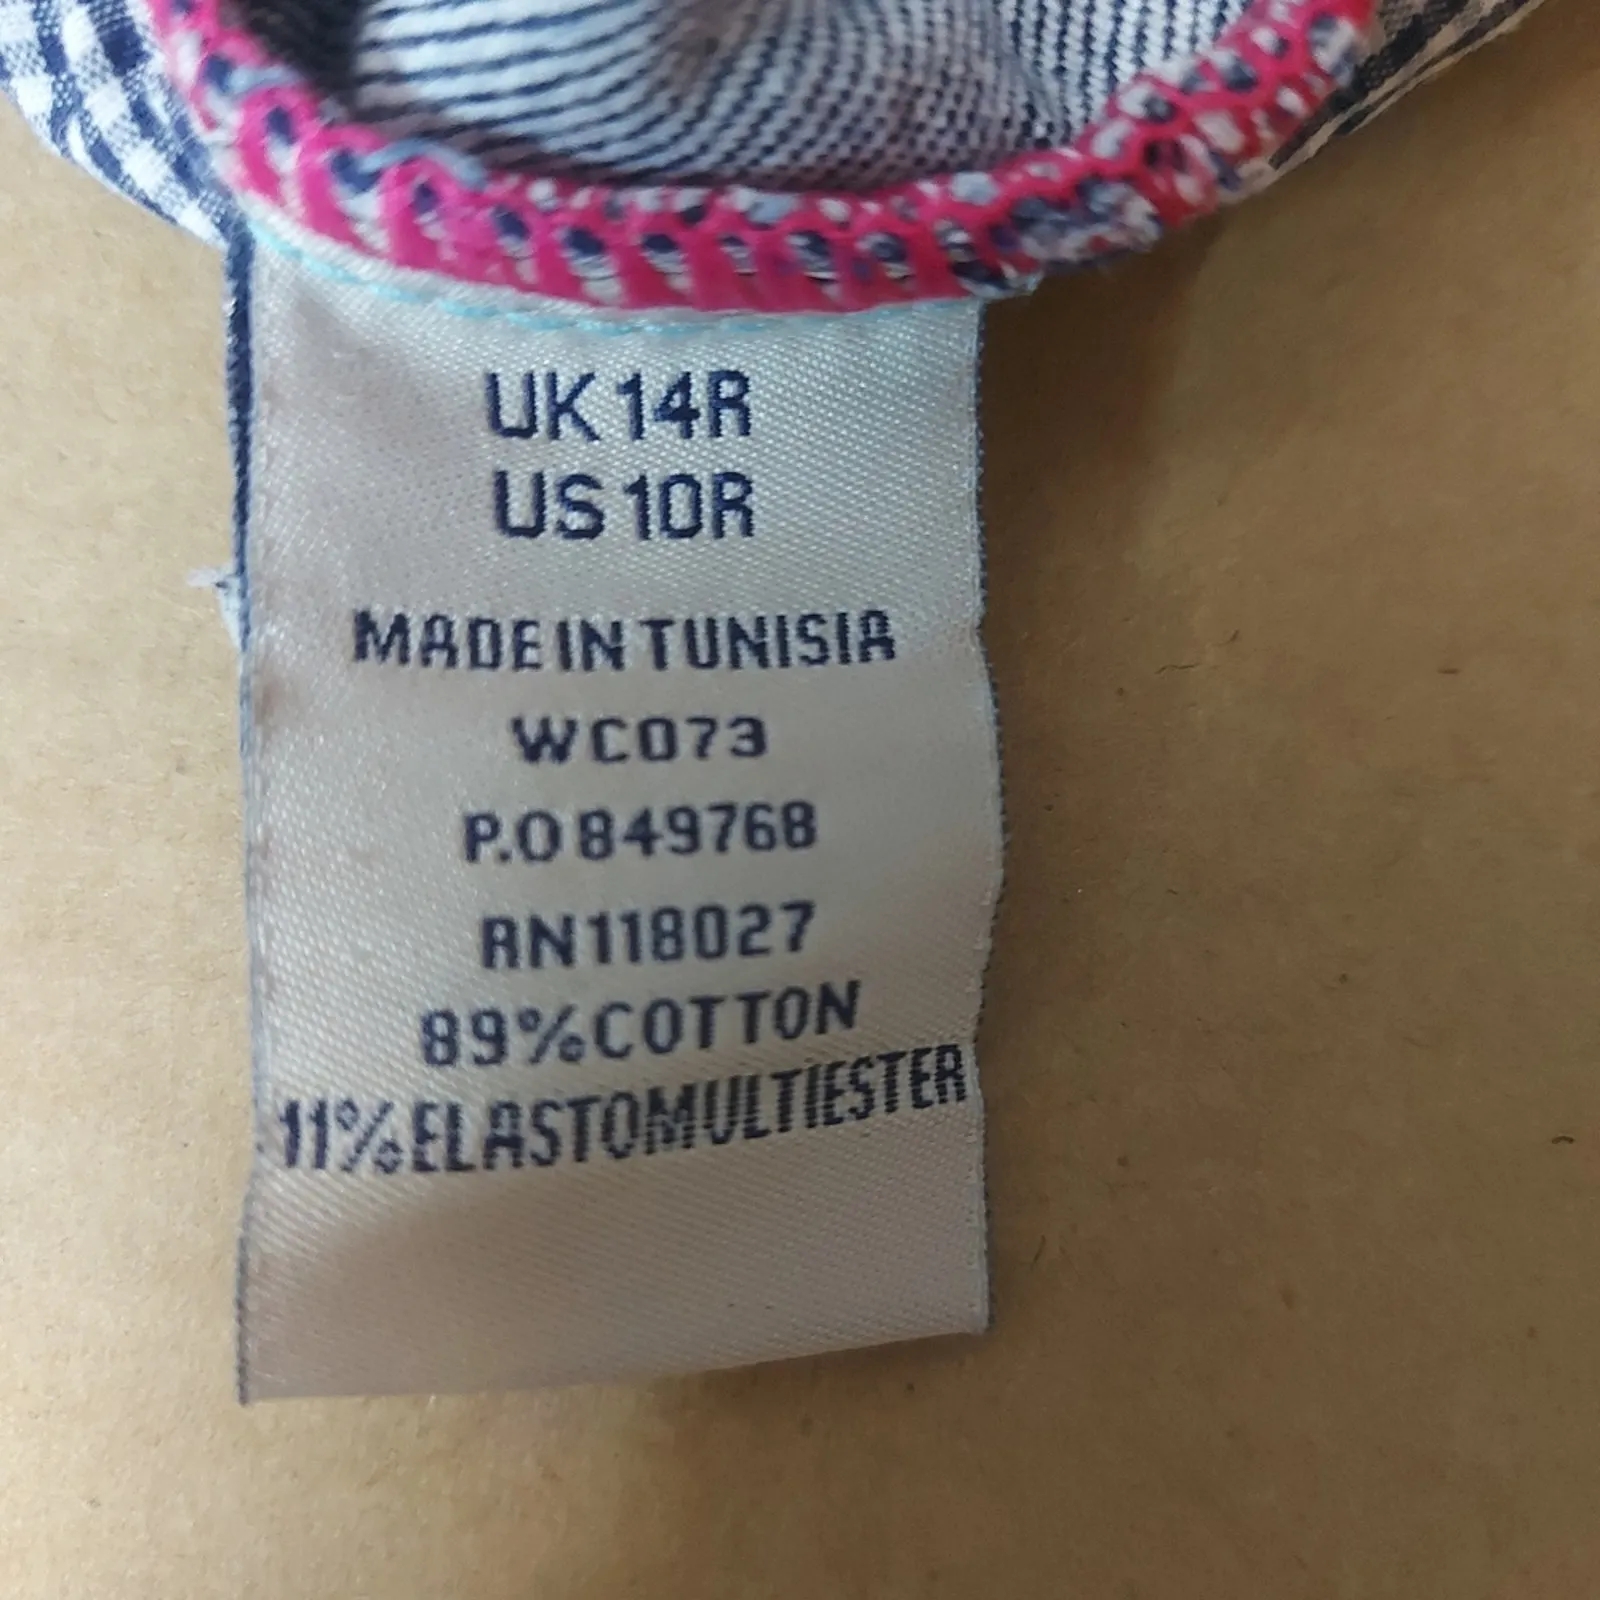 UK 14R
US 10R
MADE IN TUNISIA
WC073
P.O 849768
RN118027
89% COTTON
11% ELASTOMULTIESTER